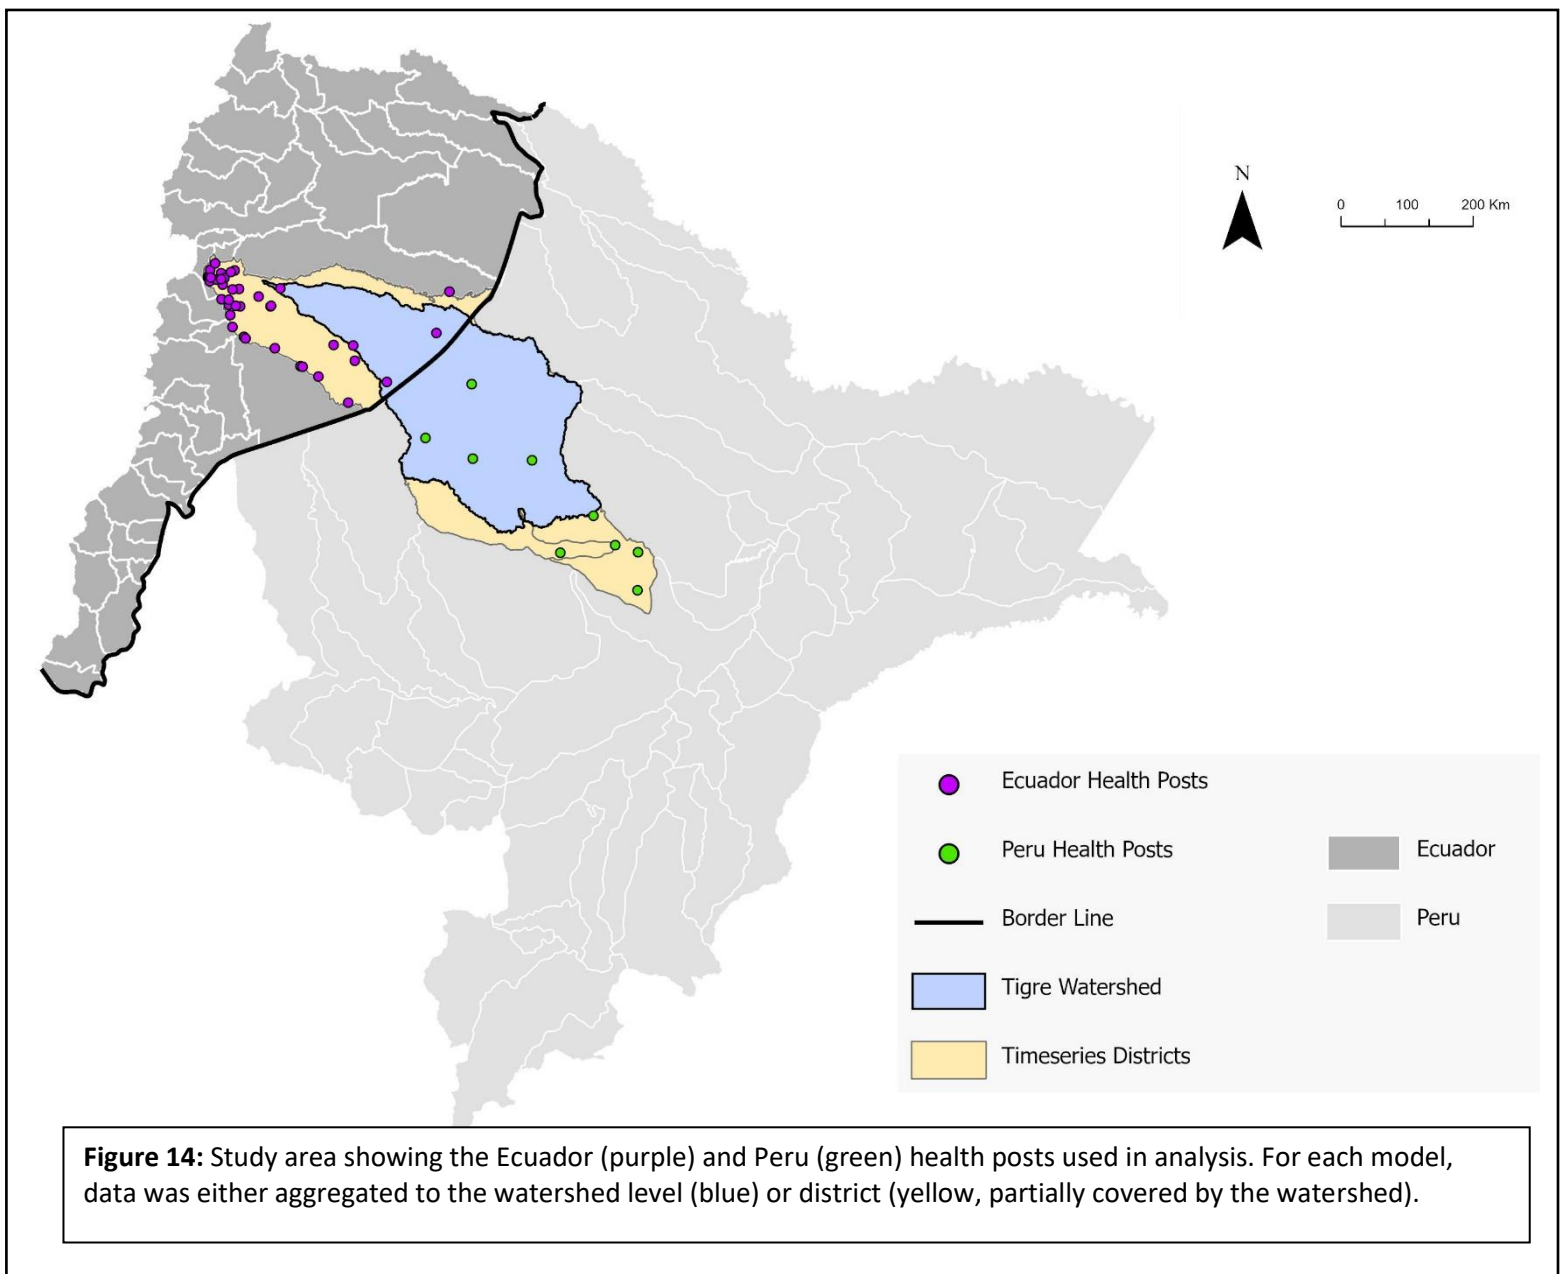 N
0 100 200 Km
Ecuador Health Posts
Peru Health Posts
Ecuador
Border Line
Peru
Tigre Watershed
Timeseries Districts
Figure 14: Study area showing the Ecuador (purple) and Peru (green) health posts used in analysis. For each model,
data was either aggregated to the watershed level (blue) or district (yellow, partially covered by the watershed).